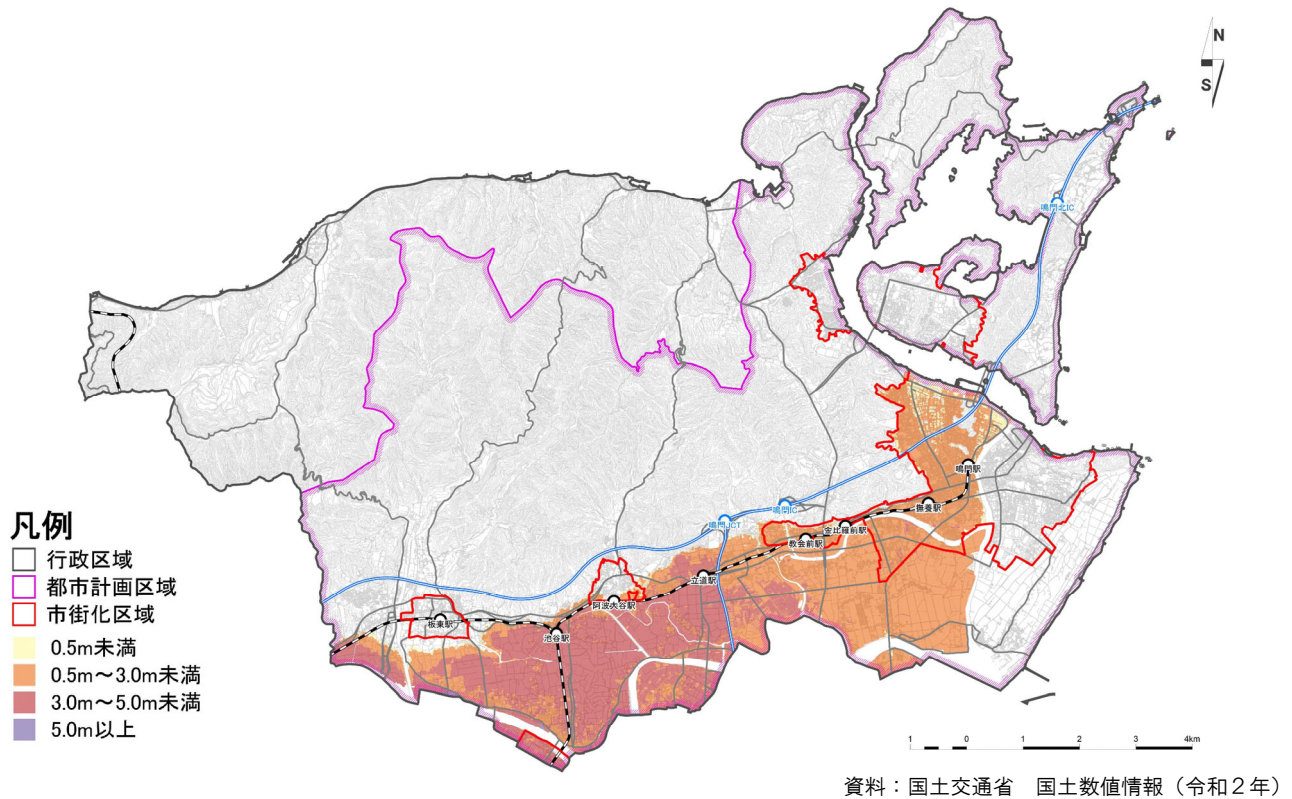 N
S
鳴門北IC
鳴門駅
撫養駅
鳴門IC
鳴門JCT
金比羅前駅
教会前駅
立道駅
阿波大谷駅
板東駅
池谷駅
凡例
行政区域
都市計画区域
市街化区域
0.5m未満
0.5m～3.0m未満
3.0m～5.0m未満
5.0m以上
1 0 1 2 3 4km
資料：国土交通省　国土数値情報（令和２年）